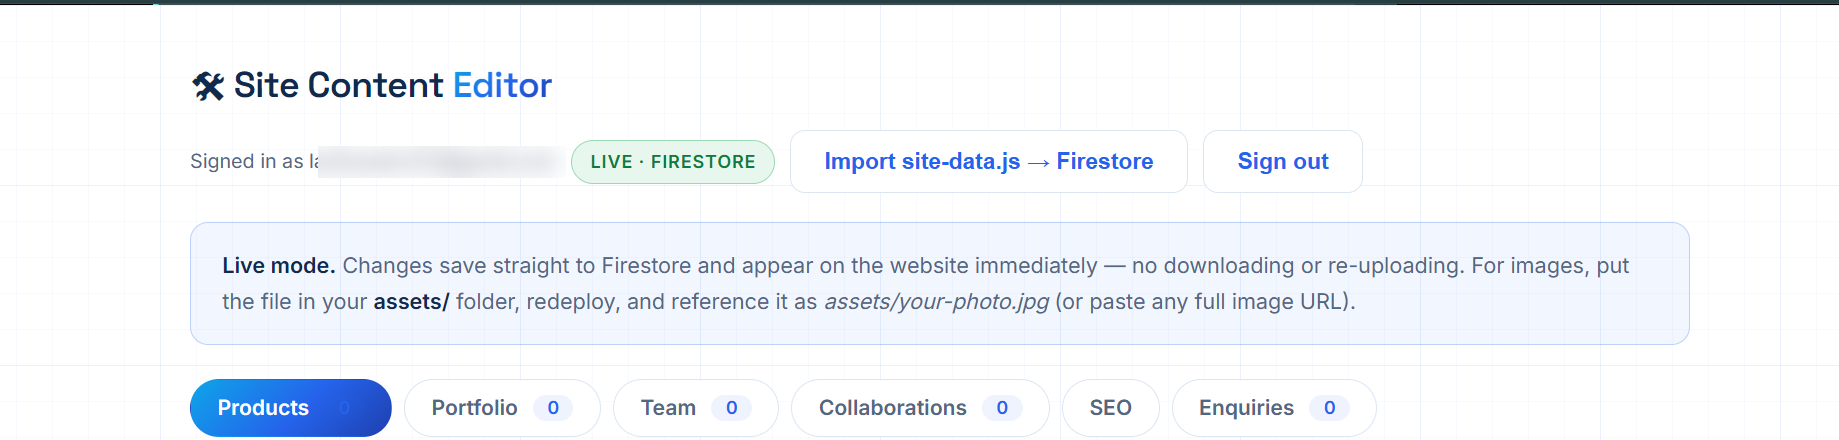 🛠 Site Content Editor
Signed in as
LIVE · FIRESTORE
Import site-data.js → Firestore
Sign out
Live mode. Changes save straight to Firestore and appear on the website immediately — no downloading or re-uploading. For images, put
the file in your assets/ folder, redeploy, and reference it as assets/your-photo.jpg (or paste any full image URL).
Products 0
Portfolio 0
Team 0
Collaborations 0
SEO
Enquiries 0